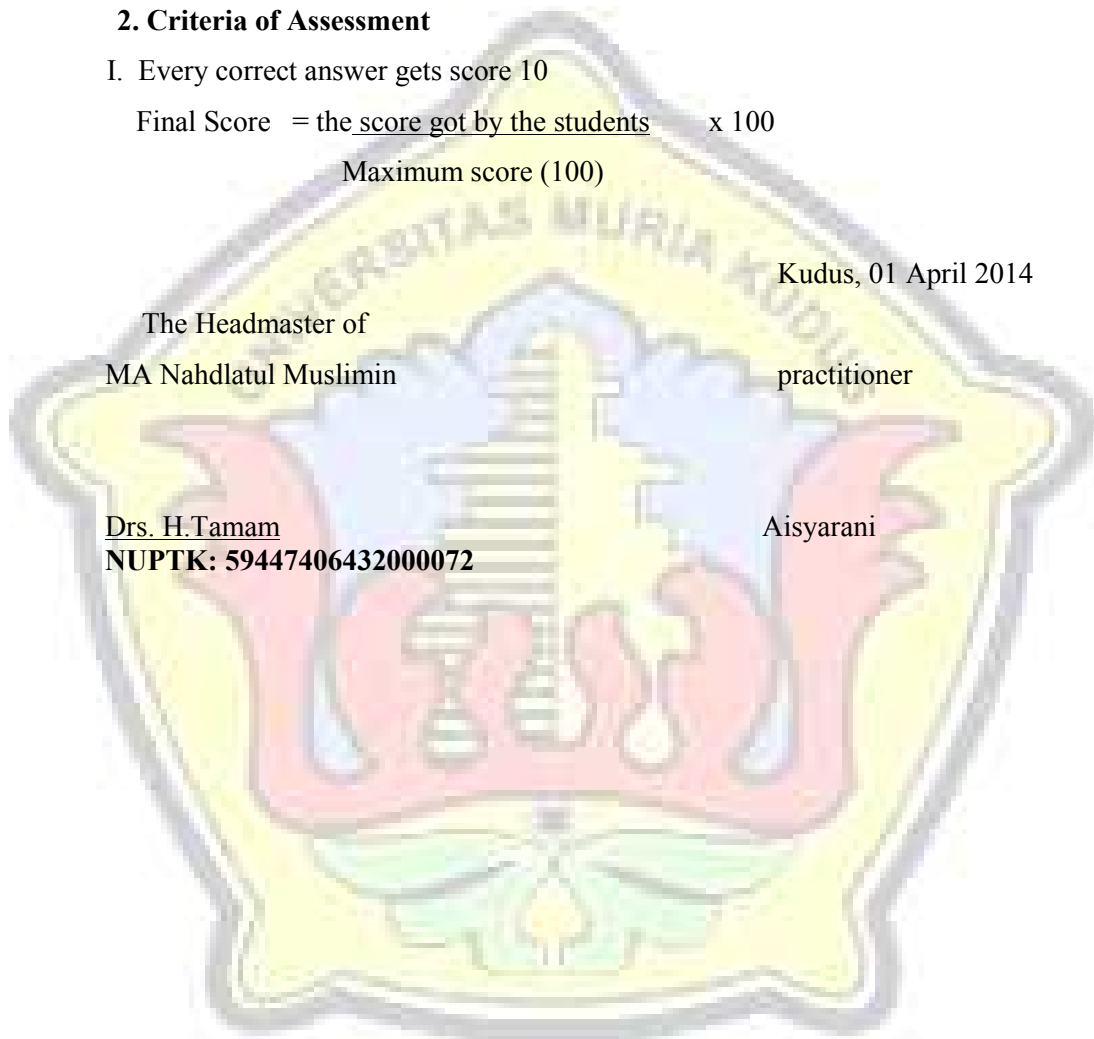 2. Criteria of Assessment
I. Every correct answer gets score 10
Final Score = the score got by the students x 100
Maximum score (100)
UNIVERSITAS MURIA KUDUS
Kudus, 01 April 2014
The Headmaster of
MA Nahdlatul Muslimin practitioner
Drs. H.Tamam Aisyarani
NUPTK: 59447406432000072